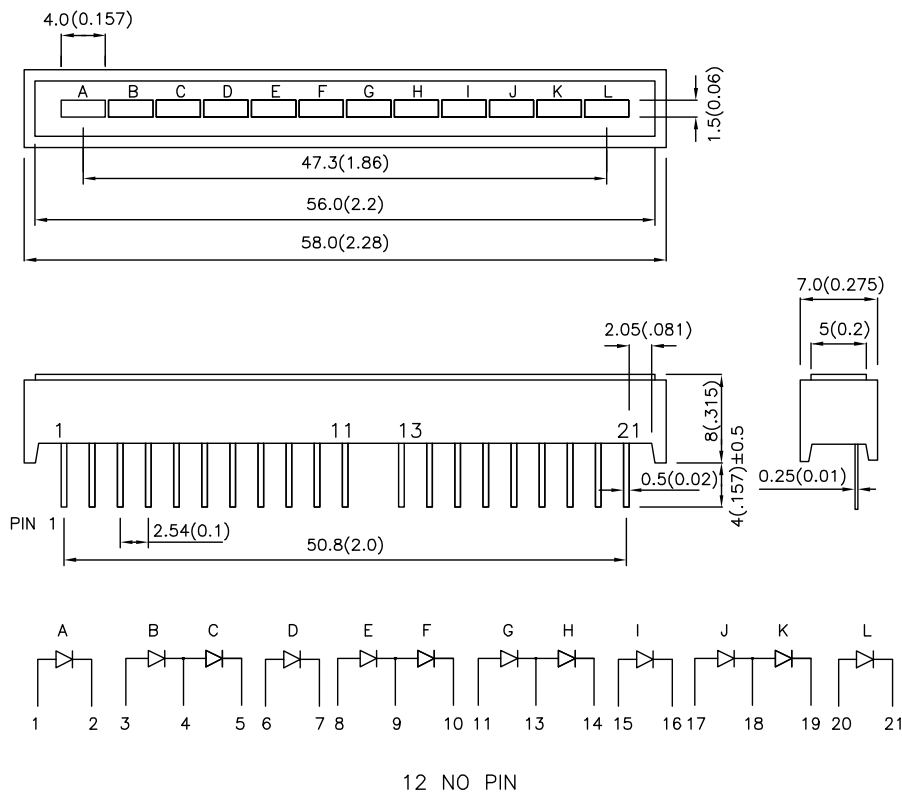 4.0(0.157)
A B C D E F G H I J K L
1.5(0.06)
47.3(1.86)
56.0(2.2)
58.0(2.28)
7.0(0.275)
2.05(.081)
5(0.2)
8(.315)
1 11 13 21
0.5(0.02)
0.25(0.01)
4(.157)±0.5
PIN 1
2.54(0.1)
50.8(2.0)
A B C D E F G H I J K L
1 2 3 4 5 6 7 8 9 10 11 13 14 15 16 17 18 19 20 21
12 NO PIN